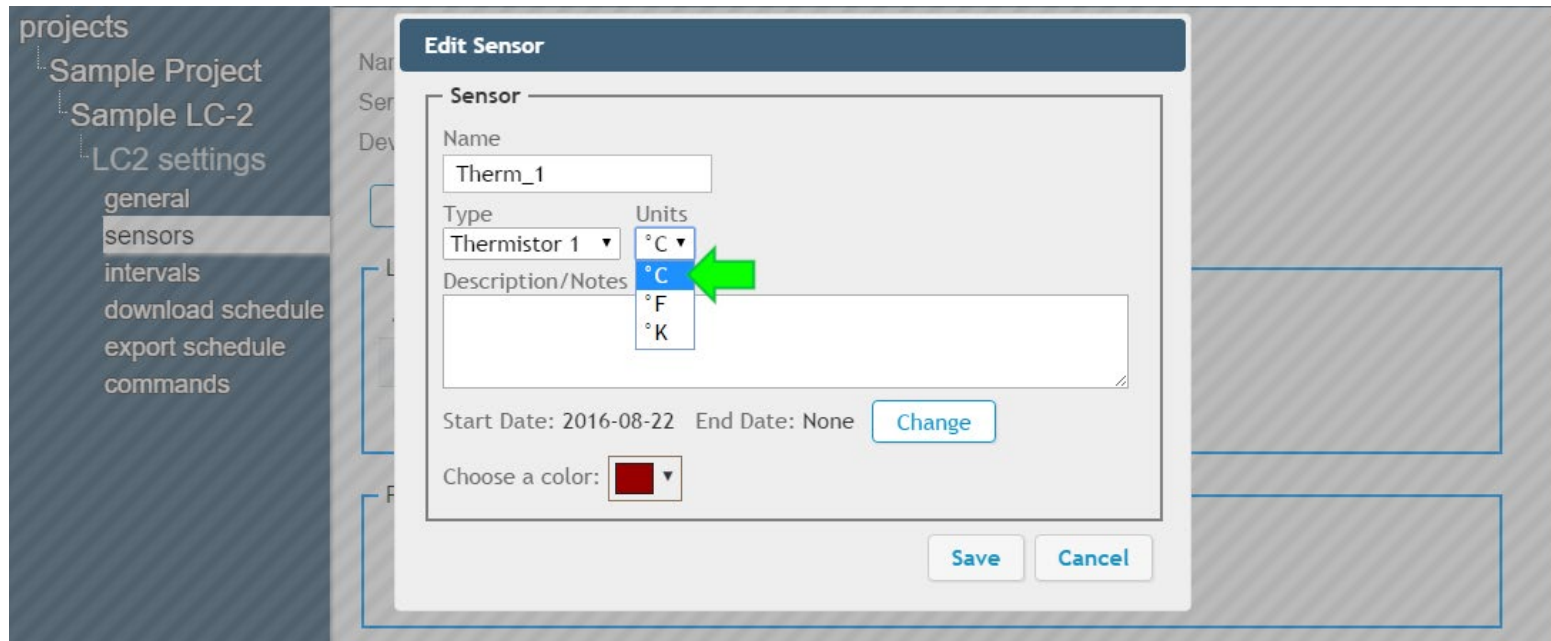 projects
Sample Project
Sample LC-2
LC2 settings
general
sensors
intervals
download schedule
export schedule
commands
Edit Sensor
Sensor
Name
Therm_1
Type Units
Thermistor 1 °C
Description/Notes °C
°F
°K
Start Date: 2016-08-22 End Date: None Change
Choose a color:
Save Cancel